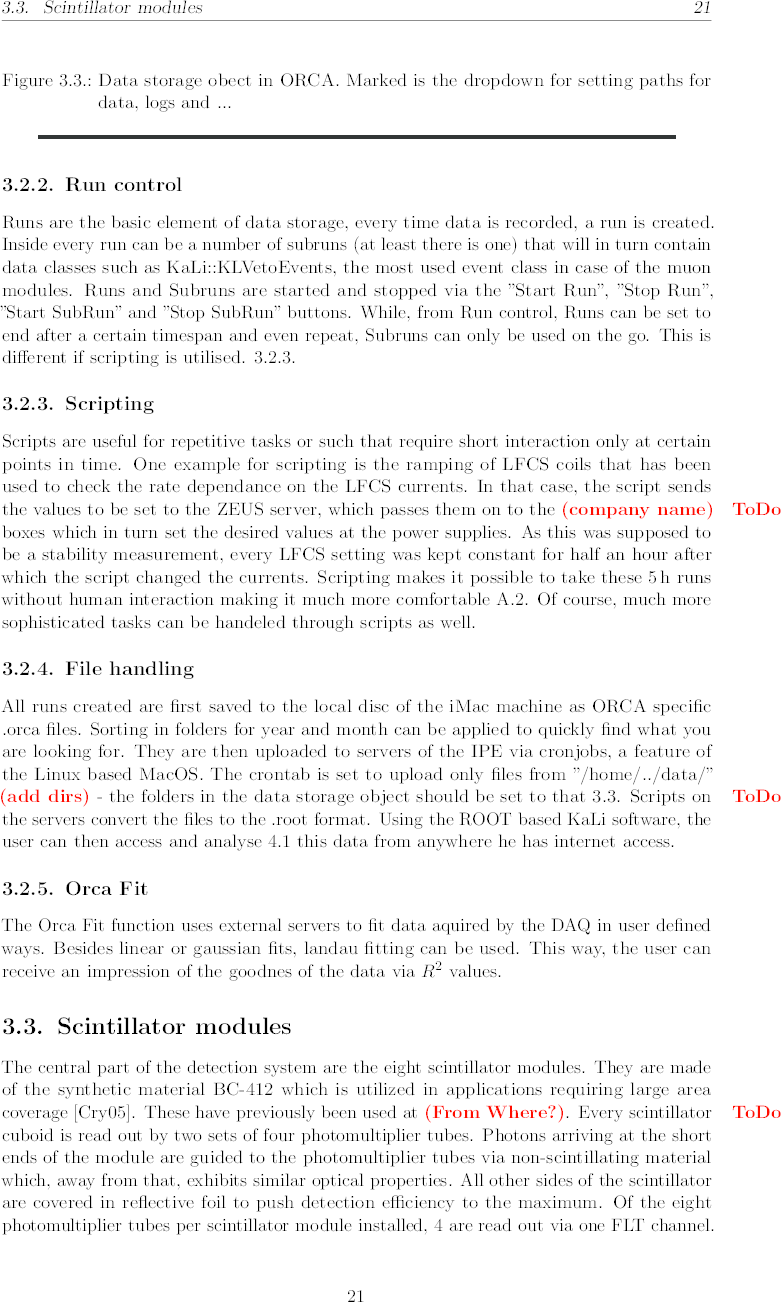 3.3. Scintillator modules 21
Figure 3.3.: Data storage obect in ORCA. Marked is the dropdown for setting paths for
data, logs and ...
3.2.2. Run control
Runs are the basic element of data storage, every time data is recorded, a run is created.
Inside every run can be a number of subruns (at least there is one) that will in turn contain
data classes such as KaLi::KLVetoEvents, the most used event class in case of the muon
modules. Runs and Subruns are started and stopped via the ”Start Run”, ”Stop Run”,
”Start SubRun” and ”Stop SubRun” buttons. While, from Run control, Runs can be set to
end after a certain timespan and even repeat, Subruns can only be used on the go. This is
different if scripting is utilised. 3.2.3.
3.2.3. Scripting
Scripts are useful for repetitive tasks or such that require short interaction only at certain
points in time. One example for scripting is the ramping of LFCS coils that has been
used to check the rate dependance on the LFCS currents. In that case, the script sends
the values to be set to the ZEUS server, which passes them on to the (company name) ToDo
boxes which in turn set the desired values at the power supplies. As this was supposed to
be a stability measurement, every LFCS setting was kept constant for half an hour after
which the script changed the currents. Scripting makes it possible to take these 5 h runs
without human interaction making it much more comfortable A.2. Of course, much more
sophisticated tasks can be handeled through scripts as well.
3.2.4. File handling
All runs created are first saved to the local disc of the iMac machine as ORCA specific
.orca files. Sorting in folders for year and month can be applied to quickly find what you
are looking for. They are then uploaded to servers of the IPE via cronjobs, a feature of
the Linux based MacOS. The crontab is set to upload only files from ”/home/../data/”
(add dirs) - the folders in the data storage object should be set to that 3.3. Scripts on ToDo
the servers convert the files to the .root format. Using the ROOT based KaLi software, the
user can then access and analyse 4.1 this data from anywhere he has internet access.
3.2.5. Orca Fit
The Orca Fit function uses external servers to fit data aquired by the DAQ in user defined
ways. Besides linear or gaussian fits, landau fitting can be used. This way, the user can
receive an impression of the goodnes of the data via R² values.
3.3. Scintillator modules
The central part of the detection system are the eight scintillator modules. They are made
of the synthetic material BC-412 which is utilized in applications requiring large area
coverage [Cry05]. These have previously been used at (From Where?). Every scintillator ToDo
cuboid is read out by two sets of four photomultiplier tubes. Photons arriving at the short
ends of the module are guided to the photomultiplier tubes via non-scintillating material
which, away from that, exhibits similar optical properties. All other sides of the scintillator
are covered in reflective foil to push detection efficiency to the maximum. Of the eight
photomultiplier tubes per scintillator module installed, 4 are read out via one FLT channel.
21